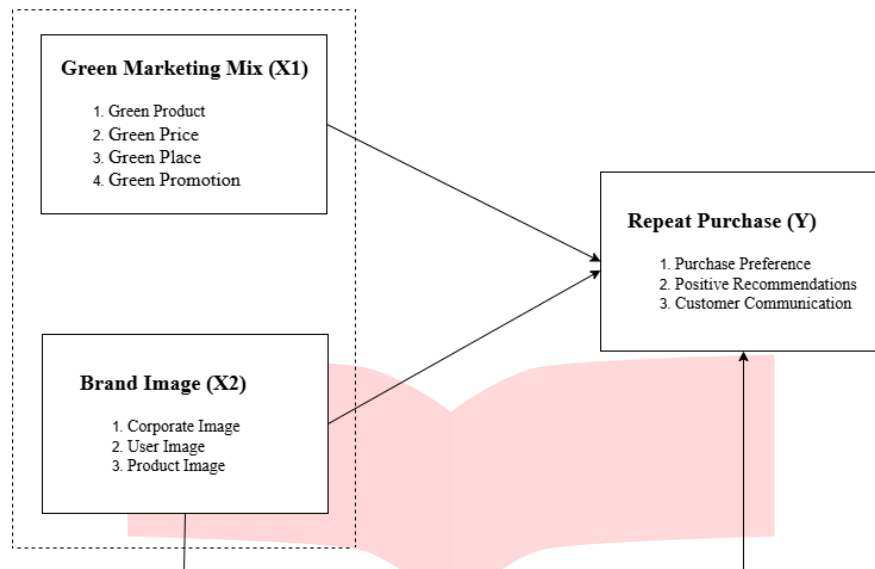 Green Marketing Mix (X1)
1. Green Product
2. Green Price
3. Green Place
4. Green Promotion
Repeat Purchase (Y)
1. Purchase Preference
2. Positive Recommendations
3. Customer Communication
Brand Image (X2)
1. Corporate Image
2. User Image
3. Product Image